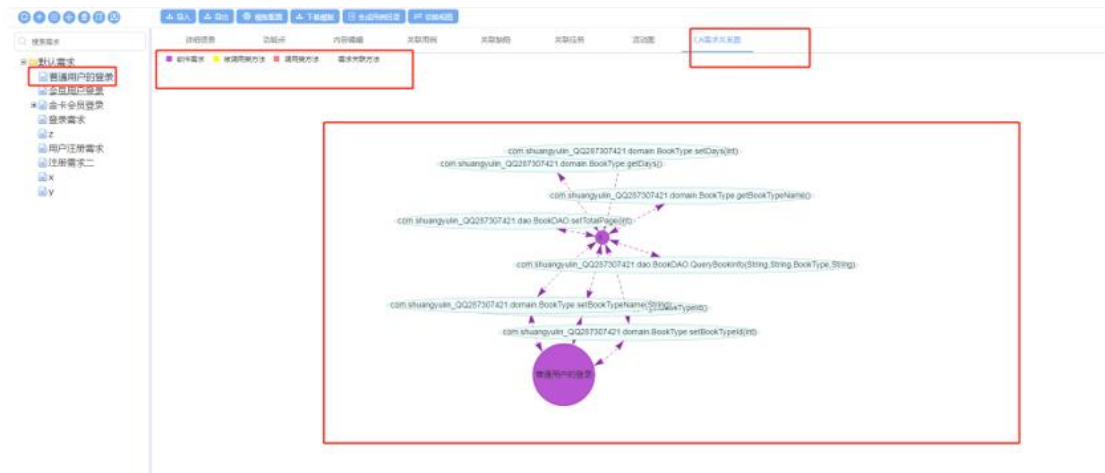 导入 导出 模板配置 下载模板 生成用例目录 切换视图
搜索需求
详细信息 功能点 内容编辑 关联用例 关联缺陷 关联任务 活动图 CA需求关系图
软件需求 被调用类方法 调用类方法 需求关联方法
默认需求
普通用户的登录
会员用户登录
金卡会员登录
登录需求
z
用户注册需求
注册需求二
x
y
com.shuangyulin_QQ287307421.domain.BookType.setDays(int)
com.shuangyulin_QQ287307421.domain.BookType.getDays()
com.shuangyulin_QQ287307421.domain.BookType.getBookTypeName()
com.shuangyulin_QQ287307421.dao.BookDAO.setTotalPage(int)
com.shuangyulin_QQ287307421.dao.BookDAO.QueryBookInfo(String,String,BookType,String)
com.shuangyulin_QQ287307421.domain.BookType.setBookTypeName(String)
com.shuangyulin_QQ287307421.domain.BookType.setBookTypeId(int)
普通用户的登录